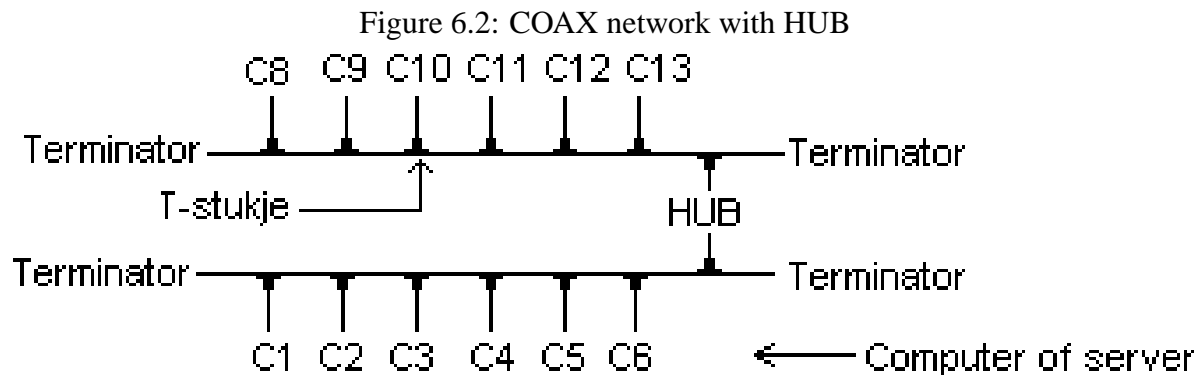 Figure 6.2: COAX network with HUB
C8 C9 C10 C11 C12 C13
Terminator Terminator
T-stukje HUB
Terminator Terminator
C1 C2 C3 C4 C5 C6 Computer of server